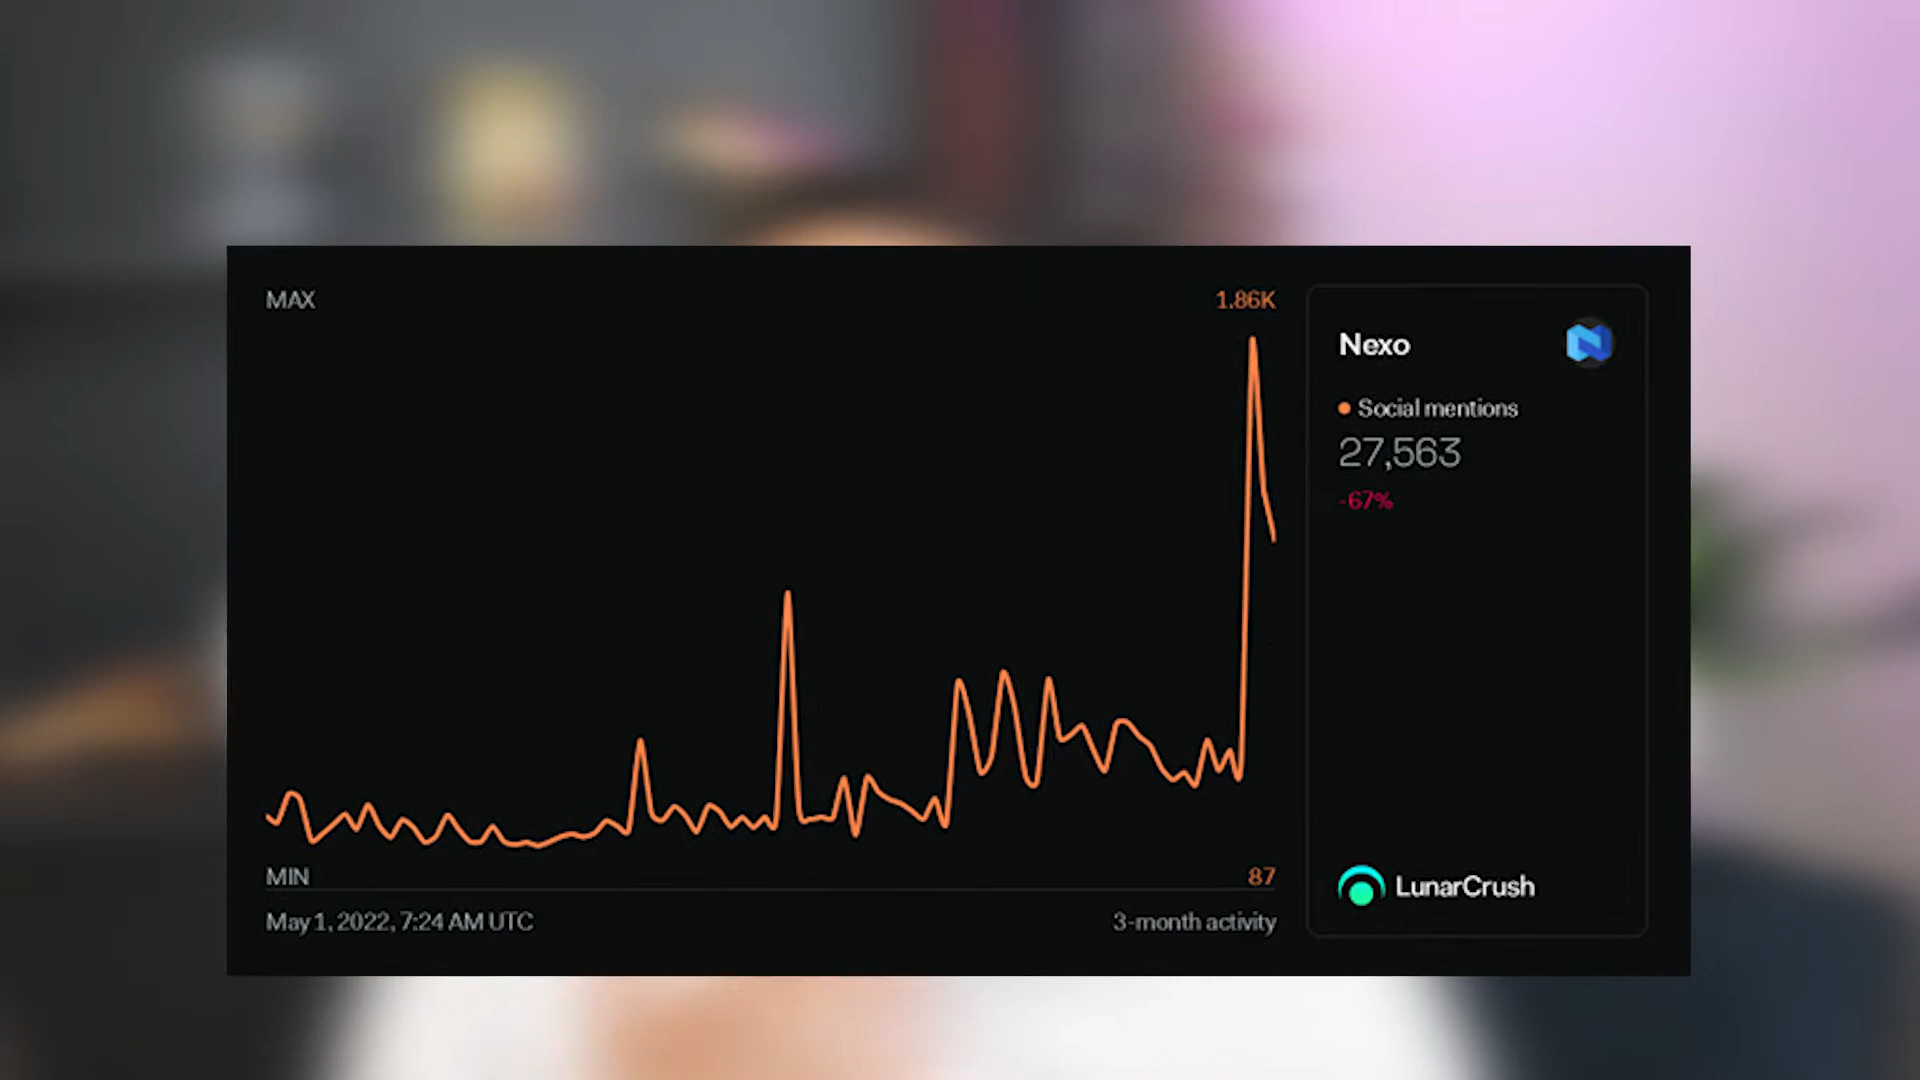 MAX
1.86K
Nexo
Social mentions
27,563
-67%
MIN
87
May 1, 2022, 7:24 AM UTC
3-month activity
LunarCrush